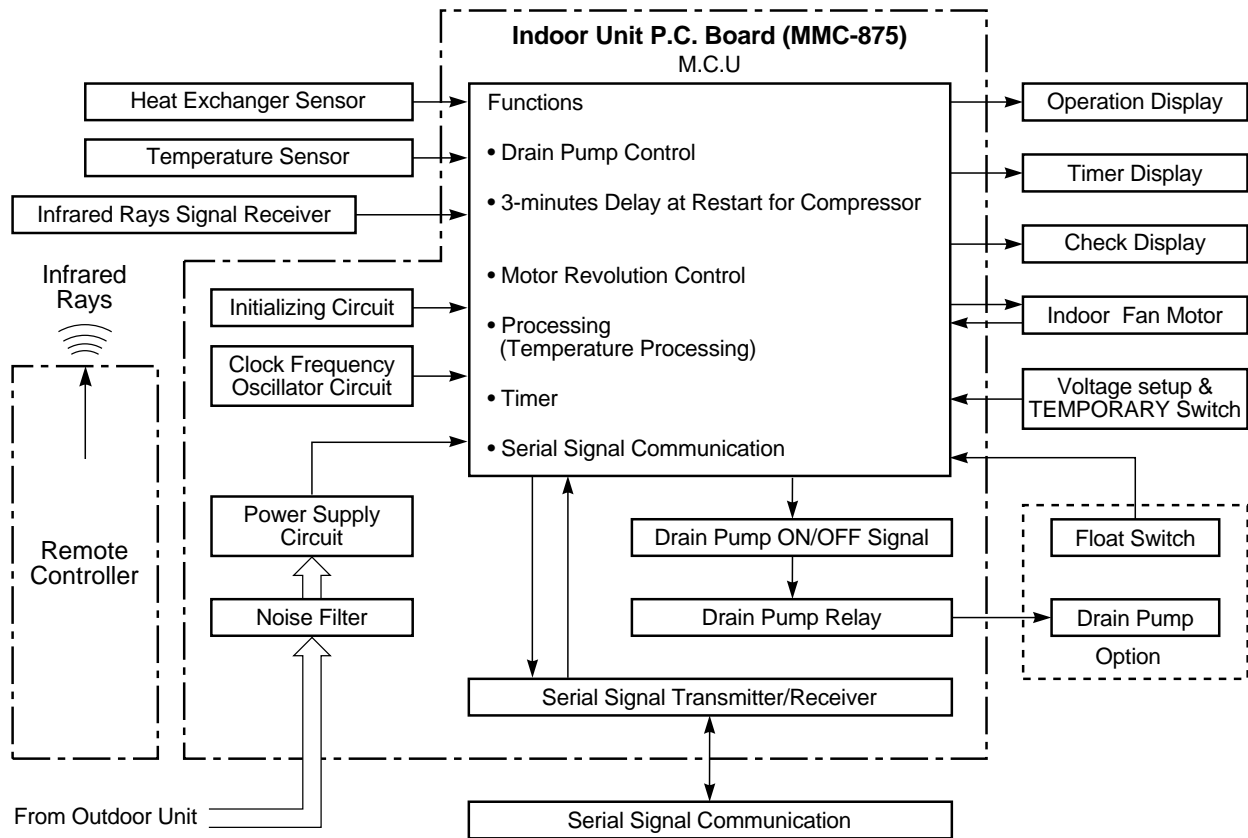 Indoor Unit P.C. Board (MMC-875)
M.C.U
Heat Exchanger Sensor
Temperature Sensor
Infrared Rays Signal Receiver
Infrared
Rays
Initializing Circuit
Clock Frequency
Oscillator Circuit
Power Supply
Circuit
Noise Filter
Remote
Controller
From Outdoor Unit
Functions
• Drain Pump Control
• 3-minutes Delay at Restart for Compressor
• Motor Revolution Control
• Processing
(Temperature Processing)
• Timer
• Serial Signal Communication
Drain Pump ON/OFF Signal
Drain Pump Relay
Serial Signal Transmitter/Receiver
Serial Signal Communication
Operation Display
Timer Display
Check Display
Indoor Fan Motor
Voltage setup &
TEMPORARY Switch
Float Switch
Drain Pump
Option